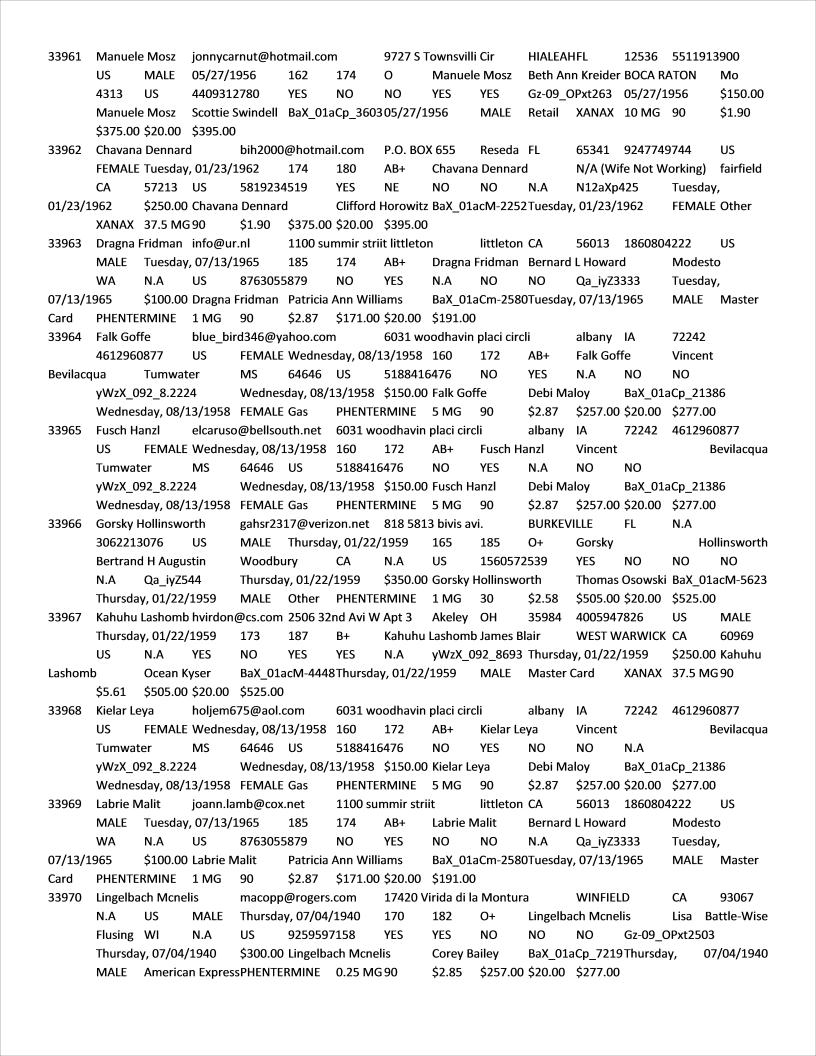 33961 Manuele Mosz jonnycarnut@hotmail.com 9727 S Townsvilli Cir HIALEAHFL 12536 5511913900
US MALE 05/27/1956 162 174 O Manuele Mosz Beth Ann Kreider BOCA RATON Mo
4313 US 4409312780 YES NO NO YES YES Gz-09_OPxt263 05/27/1956 $150.00
Manuele Mosz Scottie Swindell BaX_01aCp_360305/27/1956 MALE Retail XANAX 10 MG 90 $1.90
$375.00 $20.00 $395.00
33962 Chavana Dennard bih2000@hotmail.com P.O. BOX 655 Reseda FL 65341 9247749744 US
FEMALE Tuesday, 01/23/1962 174 180 AB+ Chavana Dennard N/A (Wife Not Working) fairfield
CA 57213 US 5819234519 YES NE NO NO N.A N12aXp425 Tuesday,
01/23/1962 $250.00 Chavana Dennard Clifford Horowitz BaX_01acM-2252Tuesday, 01/23/1962 FEMALE Other
XANAX 37.5 MG 90 $1.90 $375.00 $20.00 $395.00
33963 Dragna Fridman info@ur.nl 1100 summir striit littleton littleton CA 56013 1860804222 US
MALE Tuesday, 07/13/1965 185 174 AB+ Dragna Fridman Bernard L Howard Modesto
WA N.A US 8763055879 NO YES N.A NO NO Qa_iyZ3333 Tuesday,
07/13/1965 $100.00 Dragna Fridman Patricia Ann Williams BaX_01aCm-2580Tuesday, 07/13/1965 MALE Master
Card PHENTERMINE 1 MG 90 $2.87 $171.00 $20.00 $191.00
33964 Falk Goffe blue_bird346@yahoo.com 6031 woodhavin placi circli albany IA 72242
4612960877 US FEMALE Wednesday, 08/13/1958 160 172 AB+ Falk Goffe Vincent
Bevilacqua Tumwater MS 64646 US 5188416476 NO YES N.A NO NO
yWzX_092_8.2224 Wednesday, 08/13/1958 $150.00 Falk Goffe Debi Maloy BaX_01aCp_21386
Wednesday, 08/13/1958 FEMALE Gas PHENTERMINE 5 MG 90 $2.87 $257.00 $20.00 $277.00
33965 Fusch Hanzl elcaruso@bellsouth.net 6031 woodhavin placi circli albany IA 72242 4612960877
US FEMALE Wednesday, 08/13/1958 160 172 AB+ Fusch Hanzl Vincent Bevilacqua
Tumwater MS 64646 US 5188416476 NO YES N.A NO NO
yWzX_092_8.2224 Wednesday, 08/13/1958 $150.00 Fusch Hanzl Debi Maloy BaX_01aCp_21386
Wednesday, 08/13/1958 FEMALE Gas PHENTERMINE 5 MG 90 $2.87 $257.00 $20.00 $277.00
33966 Gorsky Hollinsworth gahsr2317@verizon.net 818 5813 bivis avi. BURKEVILLE FL N.A
3062213076 US MALE Thursday, 01/22/1959 165 185 O+ Gorsky Hollinsworth
Bertrand H Augustin Woodbury CA N.A US 1560572539 YES NO NO NO
N.A Qa_iyZ544 Thursday, 01/22/1959 $350.00 Gorsky Hollinsworth Thomas Osowski BaX_01acM-5623
Thursday, 01/22/1959 MALE Other PHENTERMINE 1 MG 30 $2.58 $505.00 $20.00 $525.00
33967 Kahuhu Lashomb hvirdon@cs.com 2506 32nd Avi W Apt 3 Akeley OH 35984 4005947826 US MALE
Thursday, 01/22/1959 173 187 B+ Kahuhu Lashomb James Blair WEST WARWICK CA 60969
US N.A YES NO YES YES N.A yWzX_092_8693 Thursday, 01/22/1959 $250.00 Kahuhu
Lashomb Ocean Kyser BaX_01acM-4448Thursday, 01/22/1959 MALE Master Card XANAX 37.5 MG 90
$5.61 $505.00 $20.00 $525.00
33968 Kielar Leya holjem675@aol.com 6031 woodhavin placi circli albany IA 72242 4612960877
US FEMALE Wednesday, 08/13/1958 160 172 AB+ Kielar Leya Vincent Bevilacqua
Tumwater MS 64646 US 5188416476 NO YES NO NO N.A
yWzX_092_8.2224 Wednesday, 08/13/1958 $150.00 Kielar Leya Debi Maloy BaX_01aCp_21386
Wednesday, 08/13/1958 FEMALE Gas PHENTERMINE 5 MG 90 $2.87 $257.00 $20.00 $277.00
33969 Labrie Malit joann.lamb@cox.net 1100 summir striit littleton CA 56013 1860804222 US
MALE Tuesday, 07/13/1965 185 174 AB+ Labrie Malit Bernard L Howard Modesto
WA N.A US 8763055879 NO YES NO NO N.A Qa_iyZ3333 Tuesday,
07/13/1965 $100.00 Labrie Malit Patricia Ann Williams BaX_01aCm-2580Tuesday, 07/13/1965 MALE Master
Card PHENTERMINE 1 MG 90 $2.87 $171.00 $20.00 $191.00
33970 Lingelbach Mcnelis macopp@rogers.com 17420 Virida di la Montura WINFIELD CA 93067
N.A US MALE Thursday, 07/04/1940 170 182 O+ Lingelbach Mcnelis Lisa Battle-Wise
Flusing WI N.A US 9259597158 YES YES NO NO NO Gz-09_OPxt2503
Thursday, 07/04/1940 $300.00 Lingelbach Mcnelis Corey Bailey BaX_01aCp_7219Thursday, 07/04/1940
MALE American ExpressPHENTERMINE 0.25 MG 90 $2.85 $257.00 $20.00 $277.00